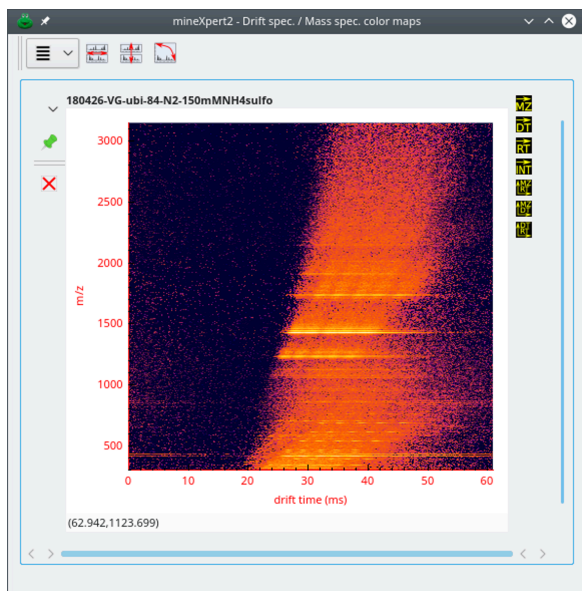 mineXpert2 - Drift spec. / Mass spec. color maps
180426-VG-ubi-84-N2-150mMNH4sulfo
MZ
DT
RT
INT
3000
2500
2000
1500
1000
500
m/z
0 10 20 30 40 50 60
drift time (ms)
(62.942,1123.699)